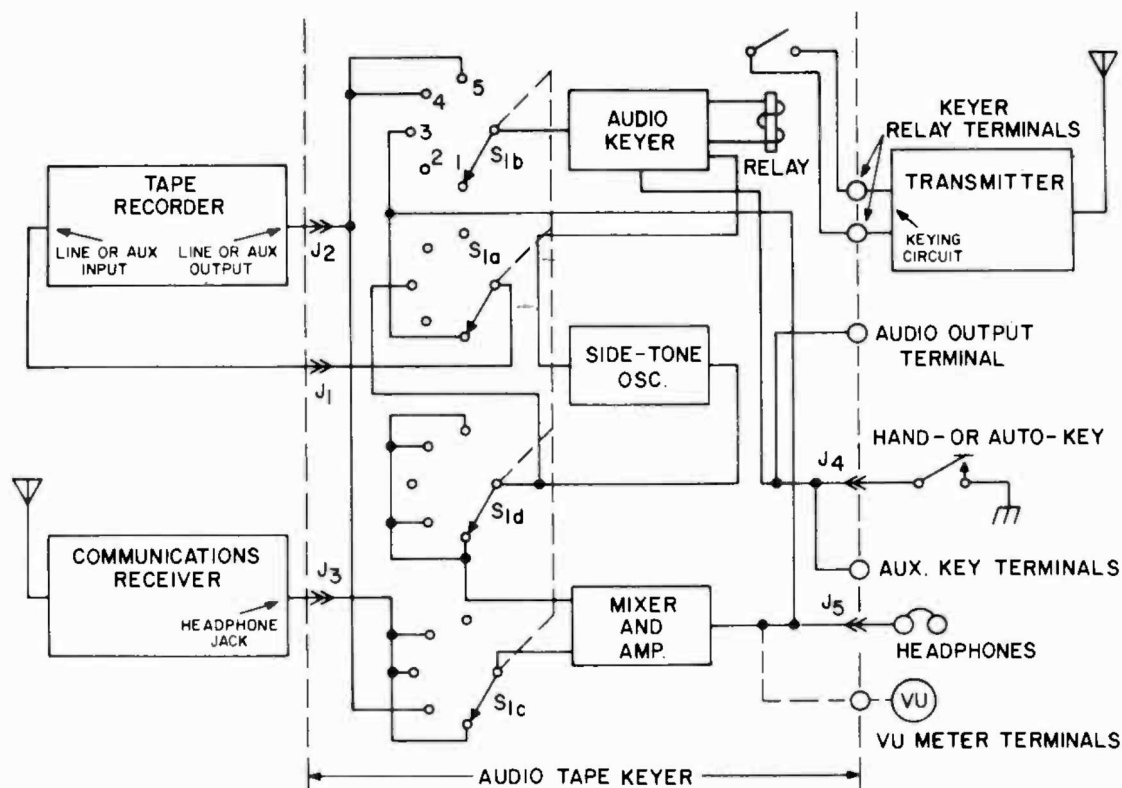 5
4
3
2
1
S1b
AUDIO
KEYER
RELAY
KEYER
RELAY TERMINALS
TAPE
RECORDER
LINE OR AUX
INPUT
LINE OR AUX
OUTPUT
J2
S1a
TRANSMITTER
KEYING
CIRCUIT
J1
SIDE-TONE
OSC.
AUDIO OUTPUT
TERMINAL
HAND-OR AUTO-KEY
J4
S1d
COMMUNICATIONS
RECEIVER
HEADPHONE
JACK
J3
MIXER
AND
AMP.
AUX. KEY TERMINALS
J5
HEADPHONES
S1c
VU
VU METER TERMINALS
AUDIO TAPE KEYER